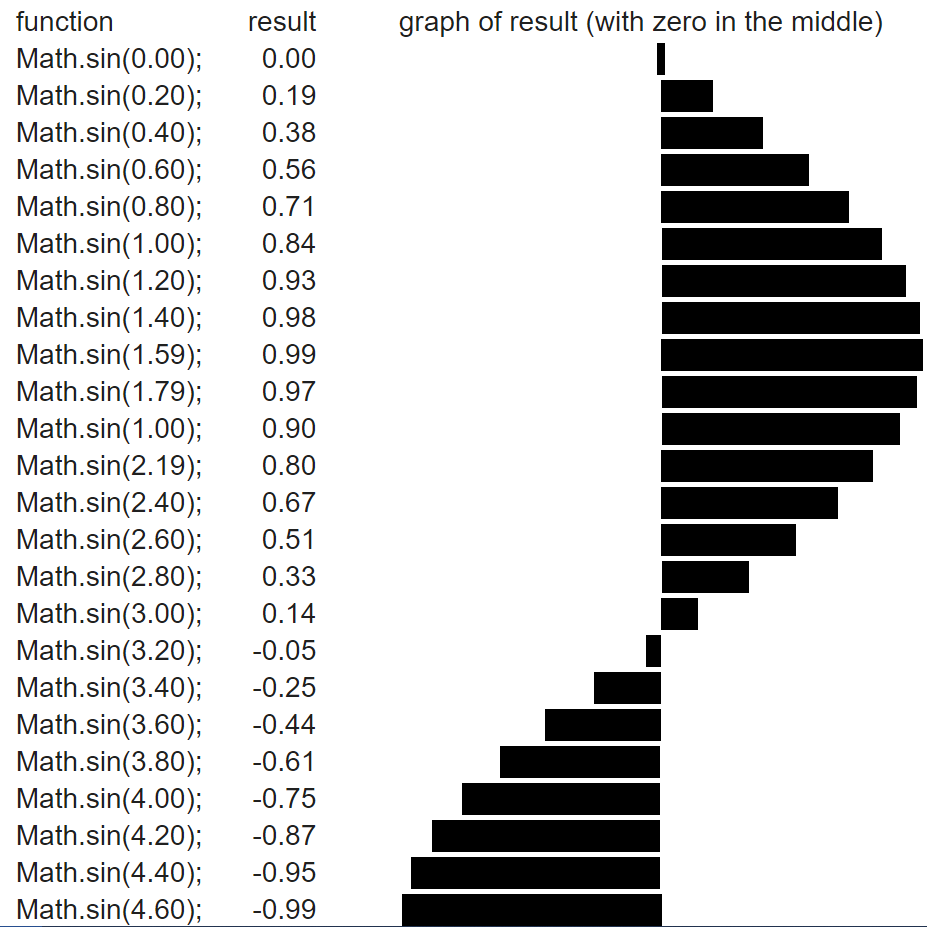 function result graph of result (with zero in the middle)
Math.sin(0.00); 0.00
Math.sin(0.20); 0.19
Math.sin(0.40); 0.38
Math.sin(0.60); 0.56
Math.sin(0.80); 0.71
Math.sin(1.00); 0.84
Math.sin(1.20); 0.93
Math.sin(1.40); 0.98
Math.sin(1.59); 0.99
Math.sin(1.79); 0.97
Math.sin(1.00); 0.90
Math.sin(2.19); 0.80
Math.sin(2.40); 0.67
Math.sin(2.60); 0.51
Math.sin(2.80); 0.33
Math.sin(3.00); 0.14
Math.sin(3.20); -0.05
Math.sin(3.40); -0.25
Math.sin(3.60); -0.44
Math.sin(3.80); -0.61
Math.sin(4.00); -0.75
Math.sin(4.20); -0.87
Math.sin(4.40); -0.95
Math.sin(4.60); -0.99